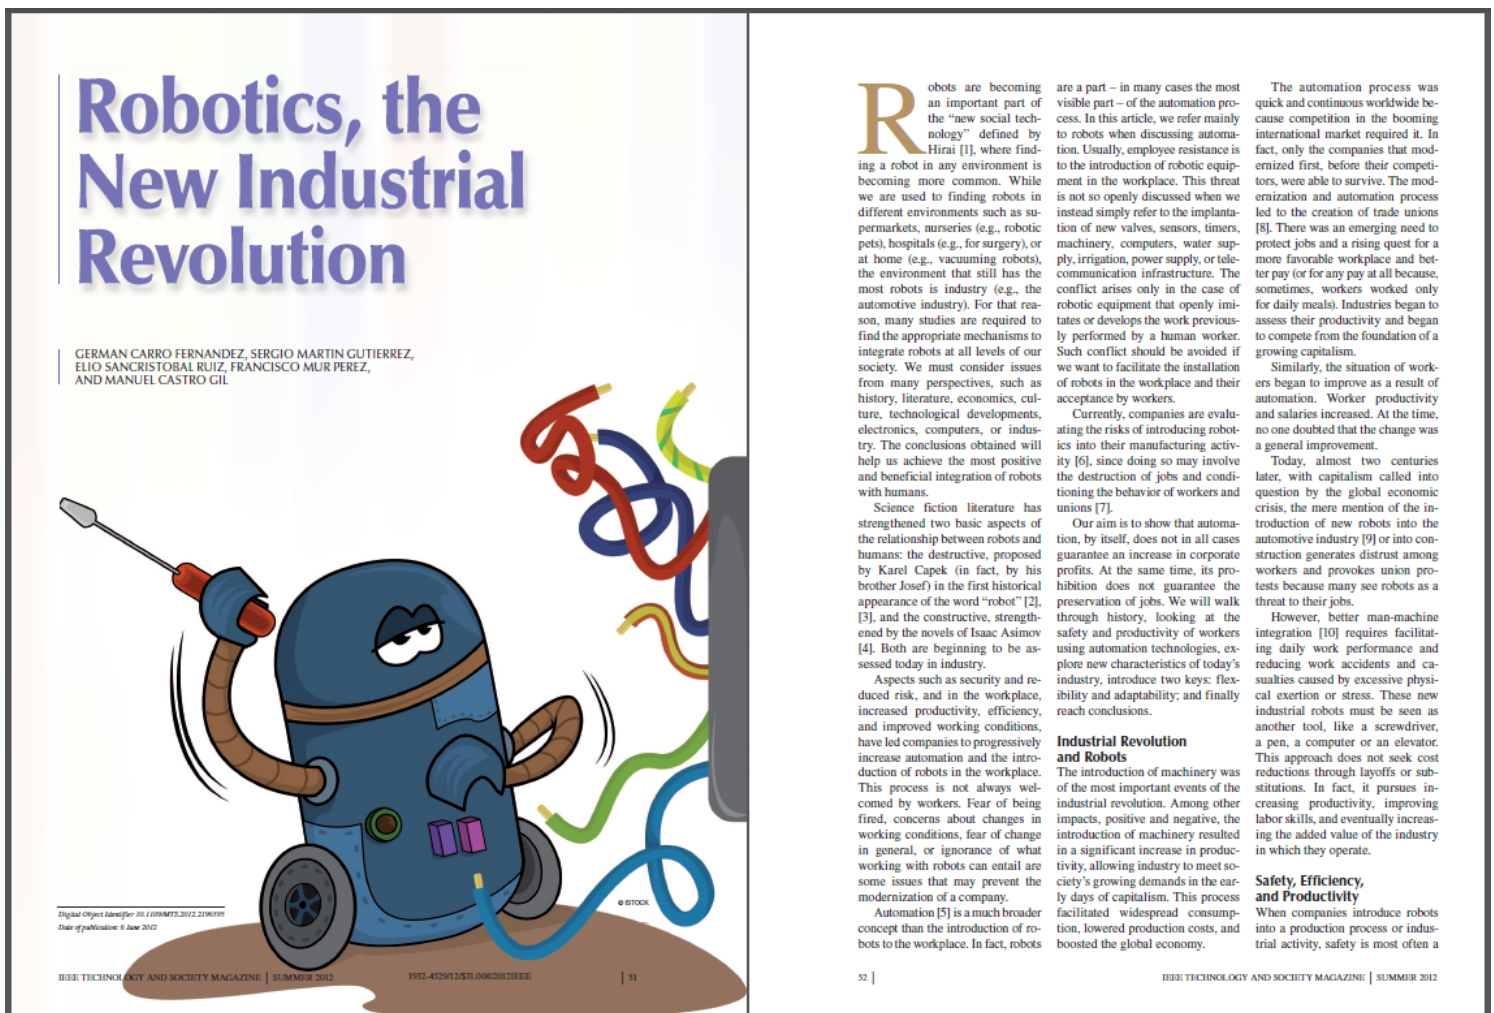 Robotics, the
New Industrial
Revolution
GERMAN CARRO FERNANDEZ, SERGIO MARTIN GUTIERREZ,
ELIO SANCRISTOBAL RUIZ, FRANCISCO MUR PEREZ,
AND MANUEL CASTRO GIL
© ISTOCK
Digital Object Identifier 10.1109/MTS.2012.2196595
Date of publication: 6 June 2012
IEEE TECHNOLOGY AND SOCIETY MAGAZINE | SUMMER 2012
1932-4529/12/$31.00©2012IEEE
| 51
Robots are becoming
an important part of
the “new social tech-
nology” defined by
Hirai [1], where find-
ing a robot in any environment is
becoming more common. While
we are used to finding robots in
different environments such as su-
permarkets, nurseries (e.g., robotic
pets), hospitals (e.g., for surgery), or
at home (e.g., vacuuming robots),
the environment that still has the
most robots is industry (e.g., the
automotive industry). For that rea-
son, many studies are required to
find the appropriate mechanisms to
integrate robots at all levels of our
society. We must consider issues
from many perspectives, such as
history, literature, economics, cul-
ture, technological developments,
electronics, computers, or indus-
try. The conclusions obtained will
help us achieve the most positive
and beneficial integration of robots
with humans.
Science fiction literature has
strengthened two basic aspects of
the relationship between robots and
humans: the destructive, proposed
by Karel Capek (in fact, by his
brother Josef) in the first historical
appearance of the word “robot” [2],
[3], and the constructive, strength-
ened by the novels of Isaac Asimov
[4]. Both are beginning to be as-
sessed today in industry.
Aspects such as security and re-
duced risk, and in the workplace,
increased productivity, efficiency,
and improved working conditions,
have led companies to progressively
increase automation and the intro-
duction of robots in the workplace.
This process is not always wel-
comed by workers. Fear of being
fired, concerns about changes in
working conditions, fear of change
in general, or ignorance of what
working with robots can entail are
some issues that may prevent the
modernization of a company.
Automation [5] is a much broader
concept than the introduction of ro-
bots to the workplace. In fact, robots
are a part – in many cases the most
visible part – of the automation pro-
cess. In this article, we refer mainly
to robots when discussing automa-
tion. Usually, employee resistance is
to the introduction of robotic equip-
ment in the workplace. This threat
is not so openly discussed when we
instead simply refer to the implanta-
tion of new valves, sensors, timers,
machinery, computers, water sup-
ply, irrigation, power supply, or tele-
communication infrastructure. The
conflict arises only in the case of
robotic equipment that openly imi-
tates or develops the work previous-
ly performed by a human worker.
Such conflict should be avoided if
we want to facilitate the installation
of robots in the workplace and their
acceptance by workers.
Currently, companies are evalu-
ating the risks of introducing robot-
ics into their manufacturing activ-
ity [6], since doing so may involve
the destruction of jobs and condi-
tioning the behavior of workers and
unions [7].
Our aim is to show that automa-
tion, by itself, does not in all cases
guarantee an increase in corporate
profits. At the same time, its pro-
hibition does not guarantee the
preservation of jobs. We will walk
through history, looking at the
safety and productivity of workers
using automation technologies, ex-
plore new characteristics of today’s
industry, introduce two keys: flex-
ibility and adaptability; and finally
reach conclusions.
Industrial Revolution
and Robots
The introduction of machinery was
of the most important events of the
industrial revolution. Among other
impacts, positive and negative, the
introduction of machinery resulted
in a significant increase in produc-
tivity, allowing industry to meet so-
ciety’s growing demands in the ear-
ly days of capitalism. This process
facilitated widespread consump-
tion, lowered production costs, and
boosted the global economy.
The automation process was
quick and continuous worldwide be-
cause competition in the booming
international market required it. In
fact, only the companies that mod-
ernized first, before their competi-
tors, were able to survive. The mod-
ernization and automation process
led to the creation of trade unions
[8]. There was an emerging need to
protect jobs and a rising quest for a
more favorable workplace and bet-
ter pay (or for any pay at all because,
sometimes, workers worked only
for daily meals). Industries began to
assess their productivity and began
to compete from the foundation of a
growing capitalism.
Similarly, the situation of work-
ers began to improve as a result of
automation. Worker productivity
and salaries increased. At the time,
no one doubted that the change was
a general improvement.
Today, almost two centuries
later, with capitalism called into
question by the global economic
crisis, the mere mention of the in-
troduction of new robots into the
automotive industry [9] or into con-
struction generates distrust among
workers and provokes union pro-
tests because many see robots as a
threat to their jobs.
However, better man-machine
integration [10] requires facilitat-
ing daily work performance and
reducing work accidents and ca-
sualties caused by excessive physi-
cal exertion or stress. These new
industrial robots must be seen as
another tool, like a screwdriver,
a pen, a computer or an elevator.
This approach does not seek cost
reductions through layoffs or sub-
stitutions. In fact, it pursues in-
creasing productivity, improving
labor skills, and eventually increas-
ing the added value of the industry
in which they operate.
Safety, Efficiency,
and Productivity
When companies introduce robots
into a production process or indus-
trial activity, safety is most often a
52 |
IEEE TECHNOLOGY AND SOCIETY MAGAZINE | SUMMER 2012